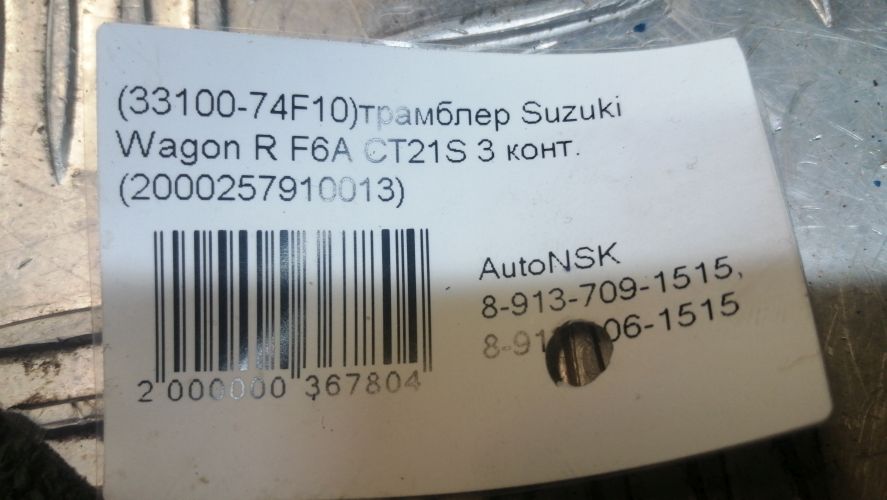 (33100-74F10)трамблер Suzuki
Wagon R F6A CT21S 3 конт.
(2000257910013)
AutoNSK
8-913-709-1515,
2 000000 367804